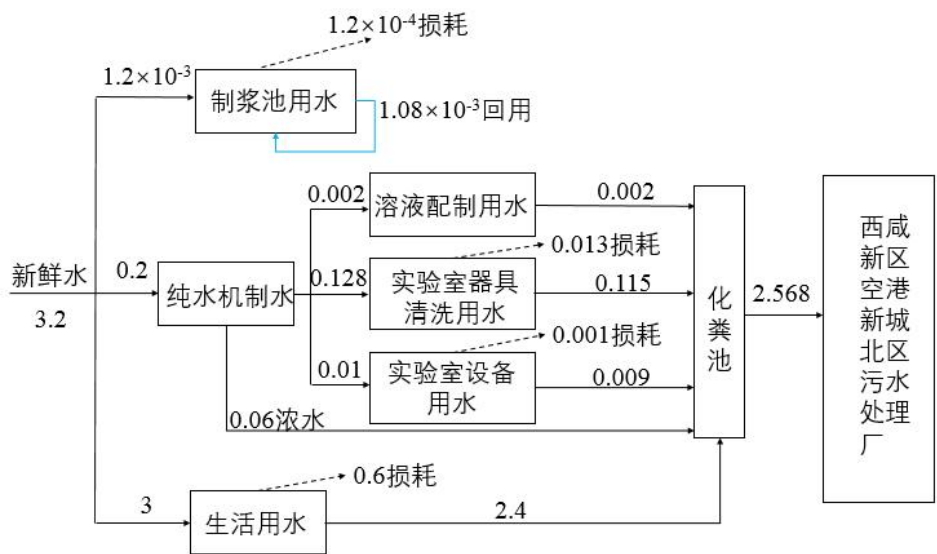 1.2×10⁻⁴损耗
1.2×10⁻³
制浆池用水
1.08×10⁻³回用
新鲜水
3.2
0.2
纯水机制水
0.002
溶液配制用水
0.002
0.013损耗
0.128
实验室器具
清洗用水
0.115
0.001损耗
0.01
实验室设备
用水
0.009
0.06浓水
0.6损耗
3
生活用水
2.4
化
粪
池
2.568
西咸
新区
空港
新城
北区
污水
处理
厂